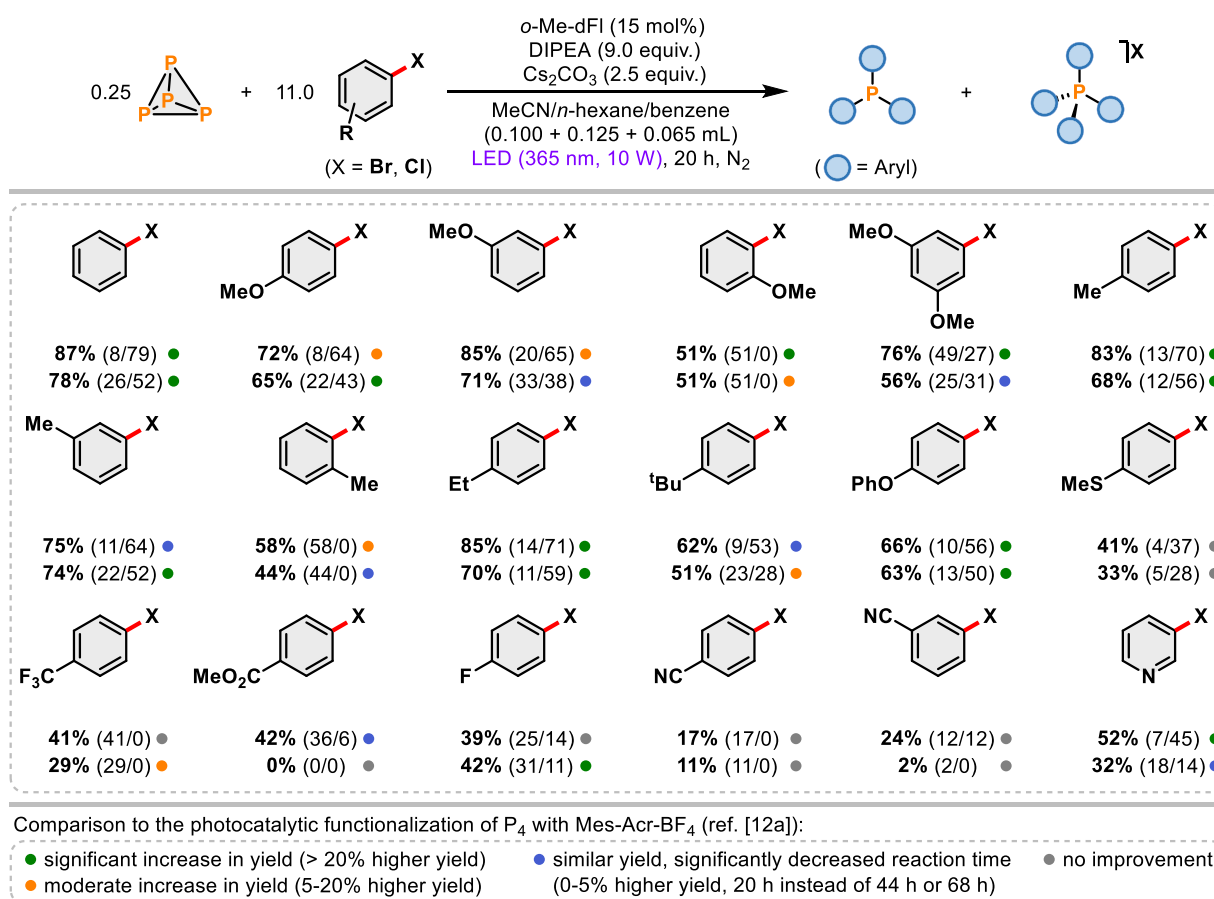 o-Me-dFl (15 mol%)
DIPEA (9.0 equiv.)
Cs2CO3 (2.5 equiv.)
0.25 P P P P + 11.0 X R
MeCN/n-hexane/benzene
(0.100 + 0.125 + 0.065 mL)
LED (365 nm, 10 W), 20 h, N2
(X = Br, Cl)
P + P ]X
( = Aryl)
X X MeO X X MeO X X
MeO OMe OMe Me
87% (8/79) 72% (8/64) 85% (20/65) 51% (51/0) 76% (49/27) 83% (13/70)
78% (26/52) 65% (22/43) 71% (33/38) 51% (51/0) 56% (25/31) 68% (12/56)
Me X X X X X X
Me Et tBu PhO MeS
75% (11/64) 58% (58/0) 85% (14/71) 62% (9/53) 66% (10/56) 41% (4/37)
74% (22/52) 44% (44/0) 70% (11/59) 51% (23/28) 63% (13/50) 33% (5/28)
X X X X NC X X
F3C MeO2C F NC N
41% (41/0) 42% (36/6) 39% (25/14) 17% (17/0) 24% (12/12) 52% (7/45)
29% (29/0) 0% (0/0) 42% (31/11) 11% (11/0) 2% (2/0) 32% (18/14)
Comparison to the photocatalytic functionalization of P4 with Mes-Acr-BF4 (ref. [12a]):
significant increase in yield (> 20% higher yield)
moderate increase in yield (5-20% higher yield)
similar yield, significantly decreased reaction time
(0-5% higher yield, 20 h instead of 44 h or 68 h)
no improvement